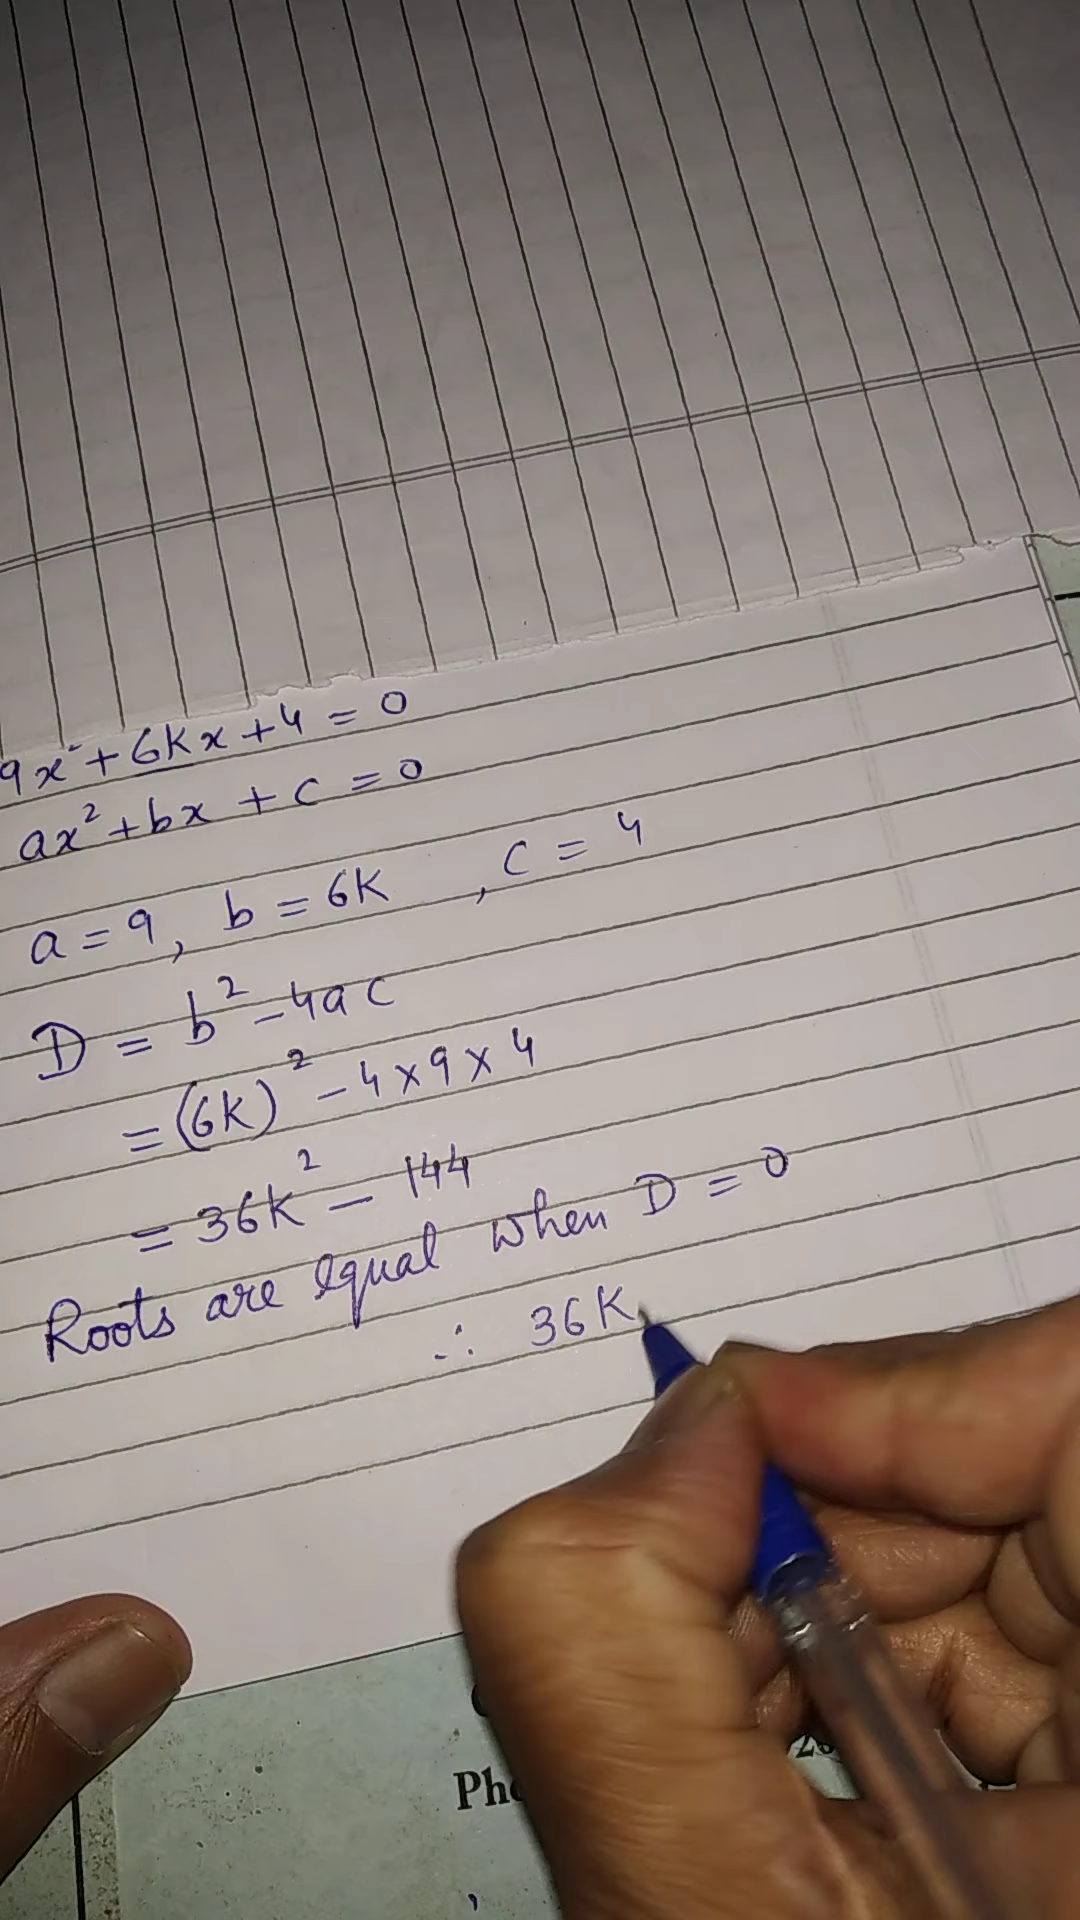 9x²+6kx+4=0
ax²+bx+c=0
a=9, b=6K, c=4
D=b²-4ac
=(6K)²-4×9×4
=36K²-144
Roots are equal when D=0
∴ 36K